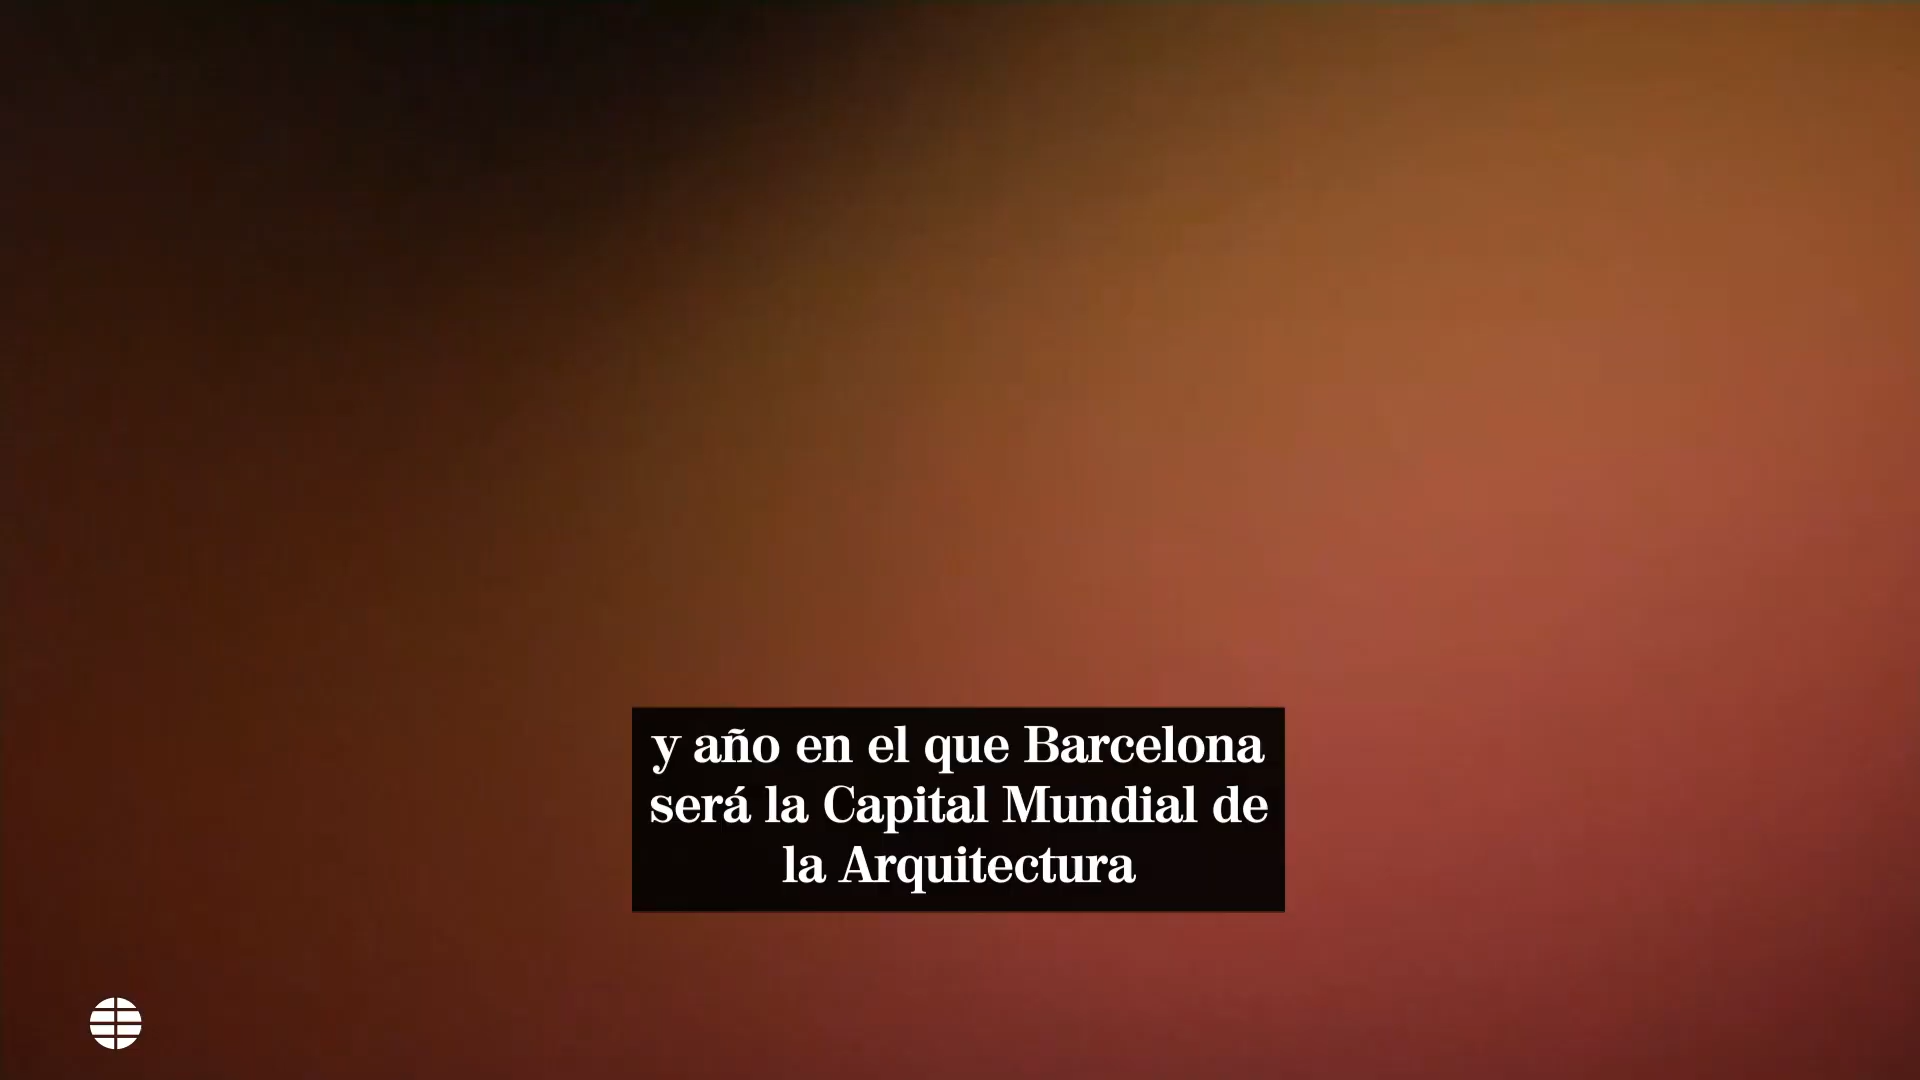 y año en el que Barcelona
será la Capital Mundial de
la Arquitectura